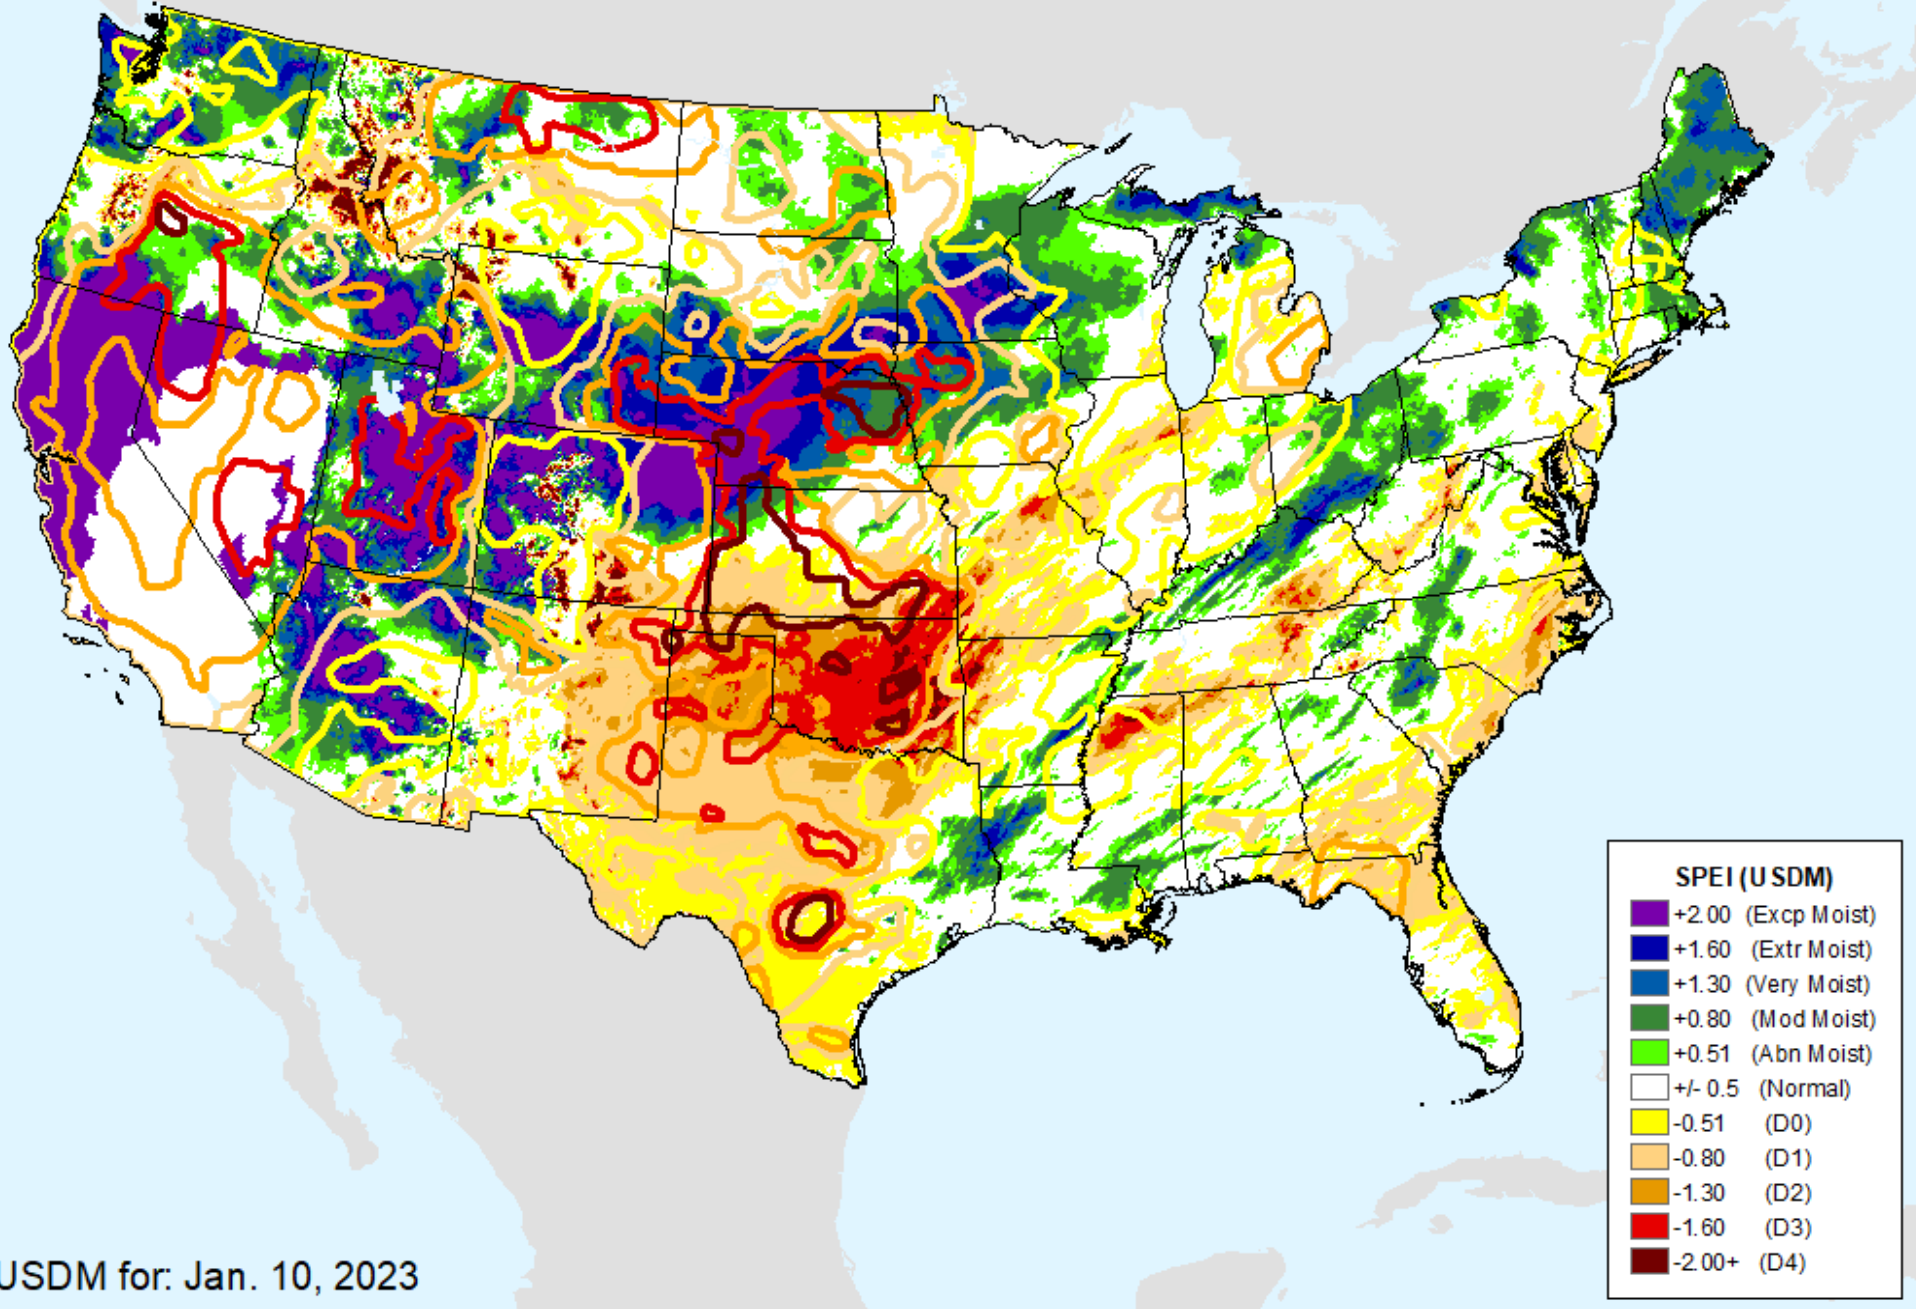 SPEI (USDM)
+2.00 (Excp Moist)
+1.60 (Extr Moist)
+1.30 (Very Moist)
+0.80 (Mod Moist)
+0.51 (Abn Moist)
+/- 0.5 (Normal)
-0.51 (D0)
-0.80 (D1)
-1.30 (D2)
-1.60 (D3)
-2.00+ (D4)
USDM for: Jan. 10, 2023